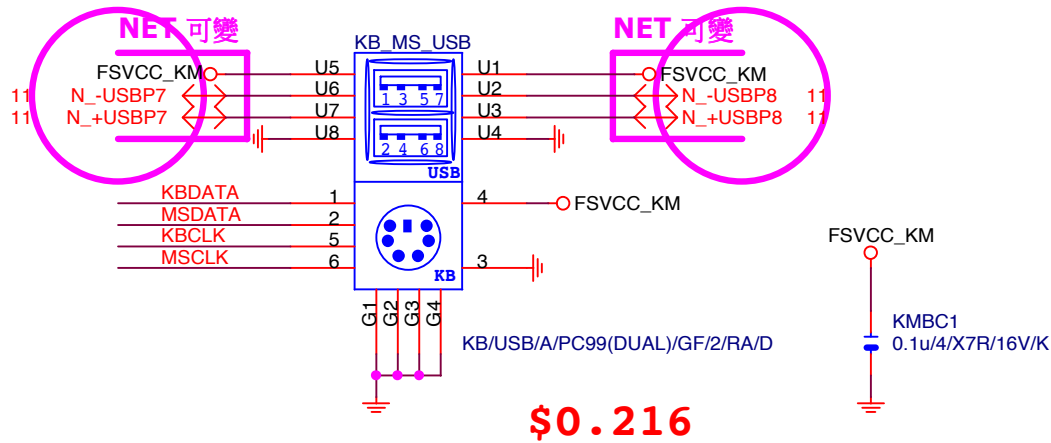 NET 可變
NET 可變
KB_MS_USB
FSVCC_KM
U5
U1
FSVCC_KM
11
N_-USBP7
U6
U2
N_-USBP8
11
11
N_+USBP7
U7
U3
N_+USBP8
11
U8
U4
1 3 5 7
2 4 6 8
USB
KBDATA
1
4
FSVCC_KM
MSDATA
2
KBCLK
5
MSCLK
6
3
KB
FSVCC_KM
G1
G2
G3
G4
KMBC1
0.1u/4/X7R/16V/K
KB/USB/A/PC99(DUAL)/GF/2/RA/D
$0.216